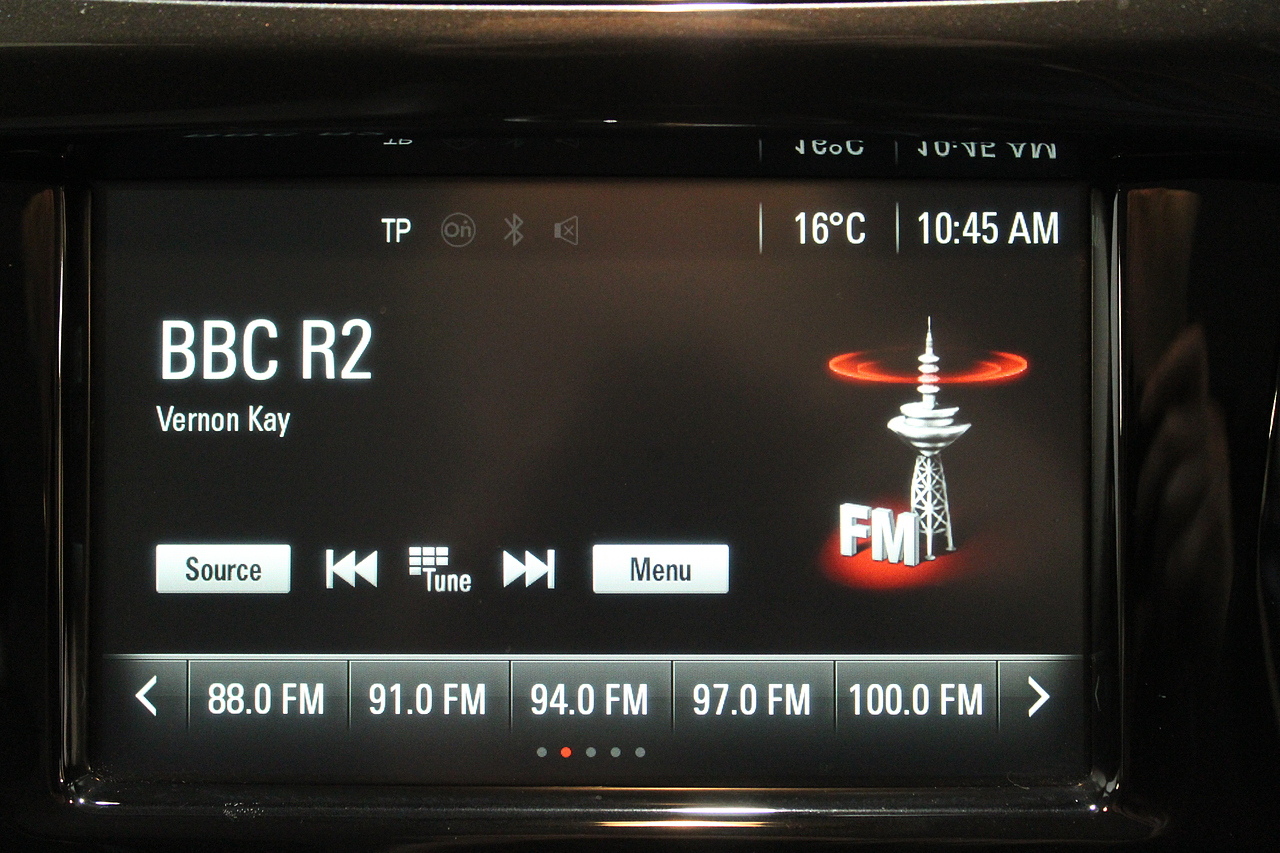 TP On 16°C 10:45 AM
BBC R2
Vernon Kay
FM
Source Tune Menu
88.0 FM 91.0 FM 94.0 FM 97.0 FM 100.0 FM